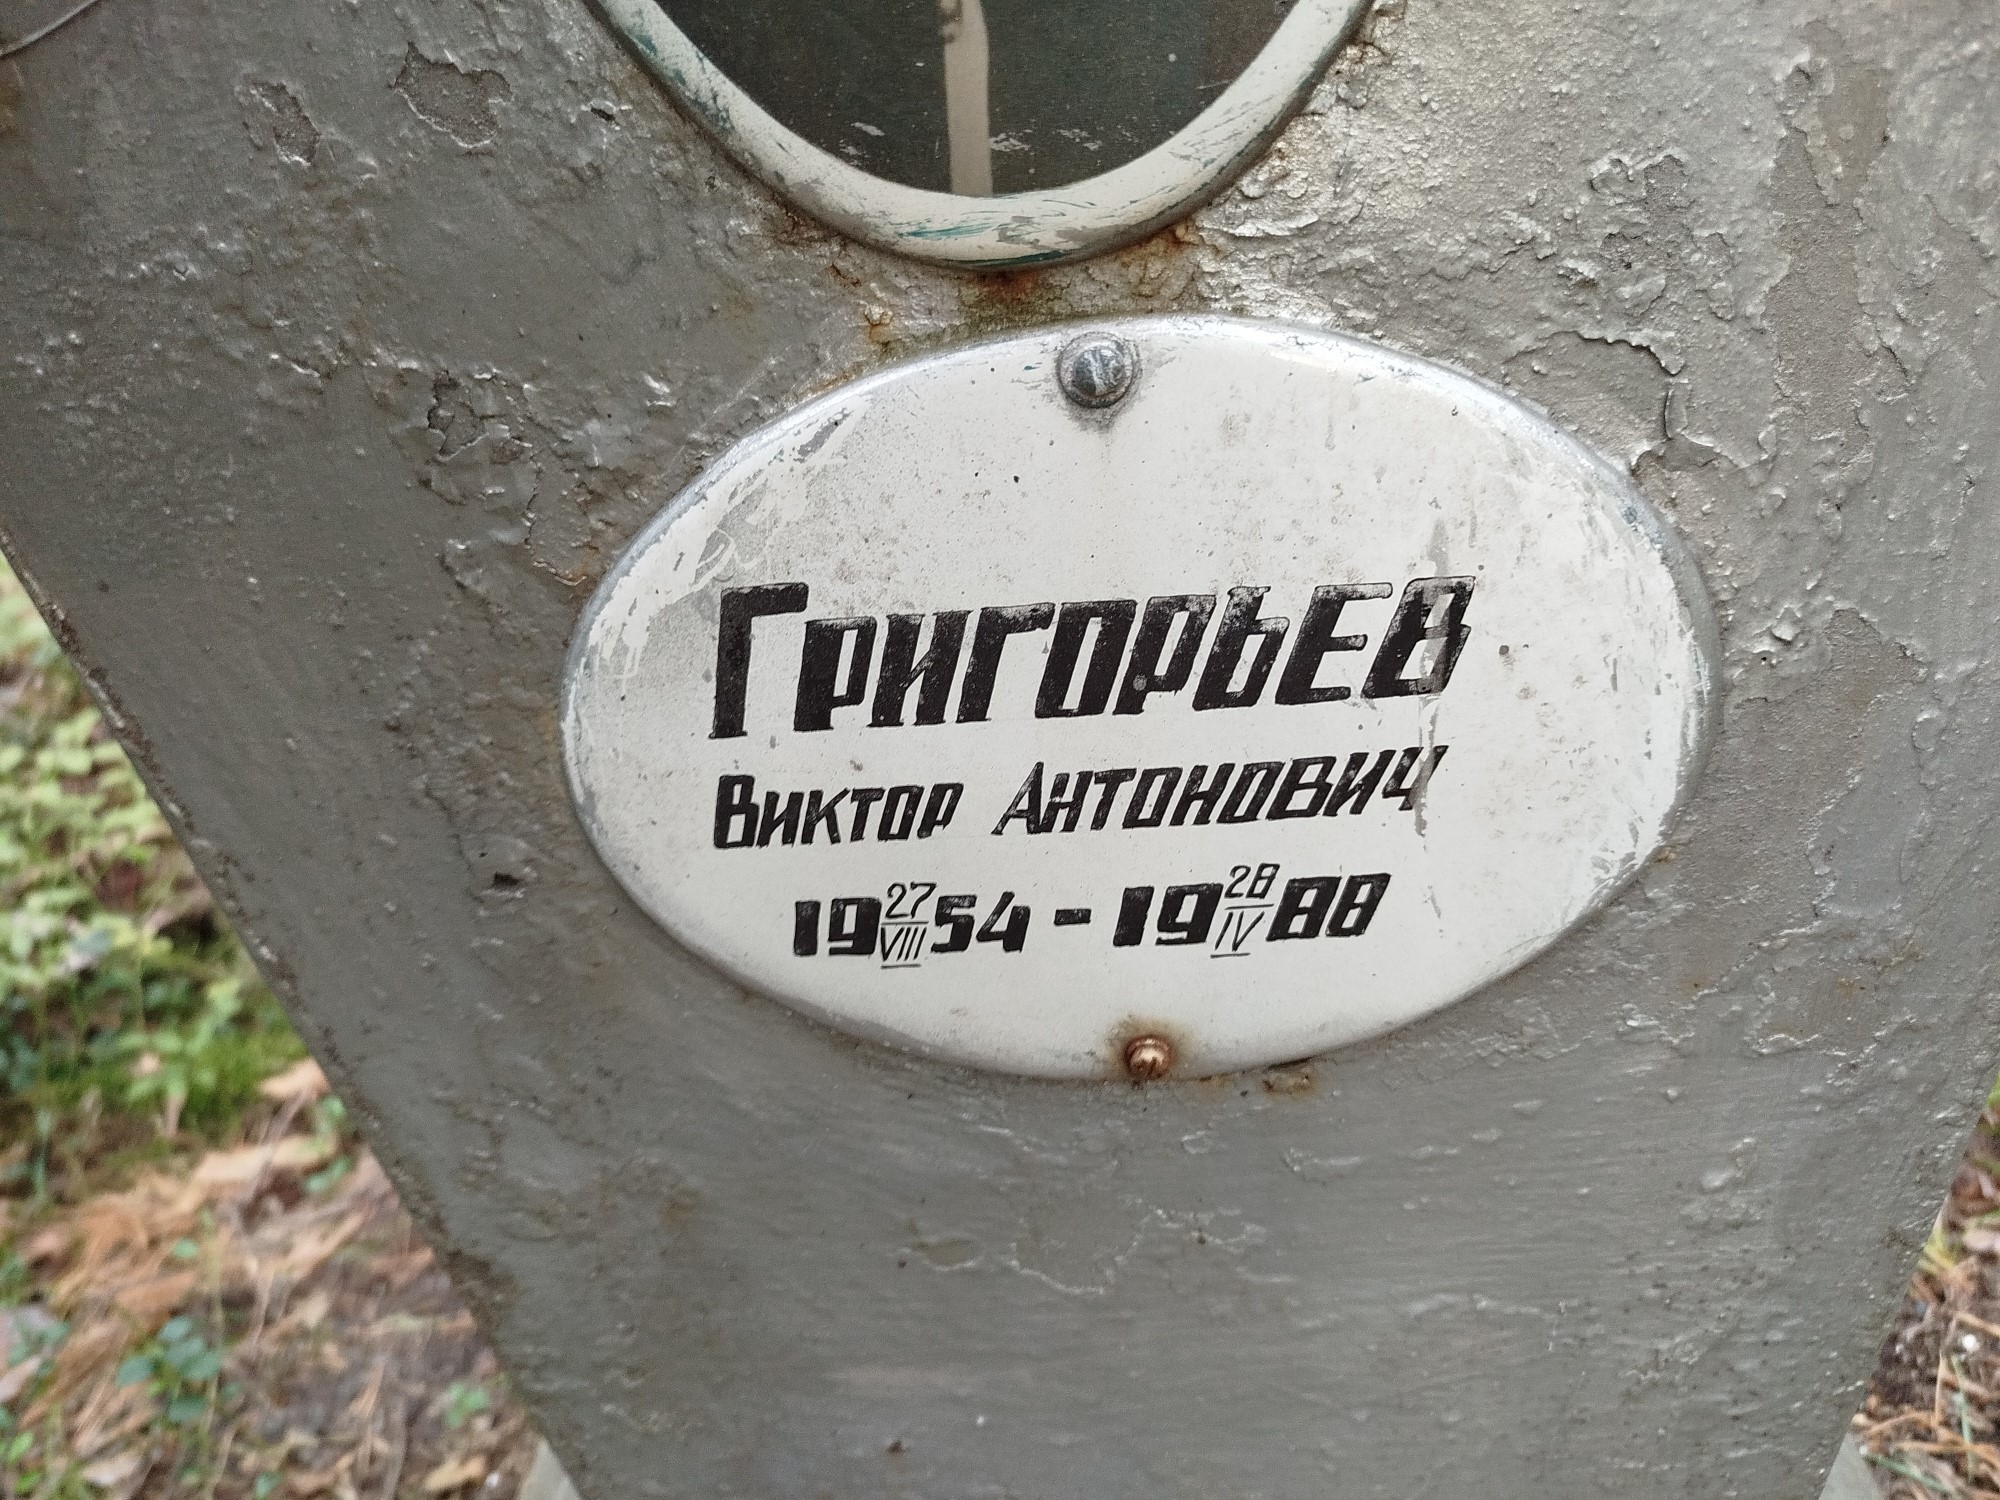 Григорьев
Виктор Антонович
19 27/VIII 54 - 19 28/IV 88